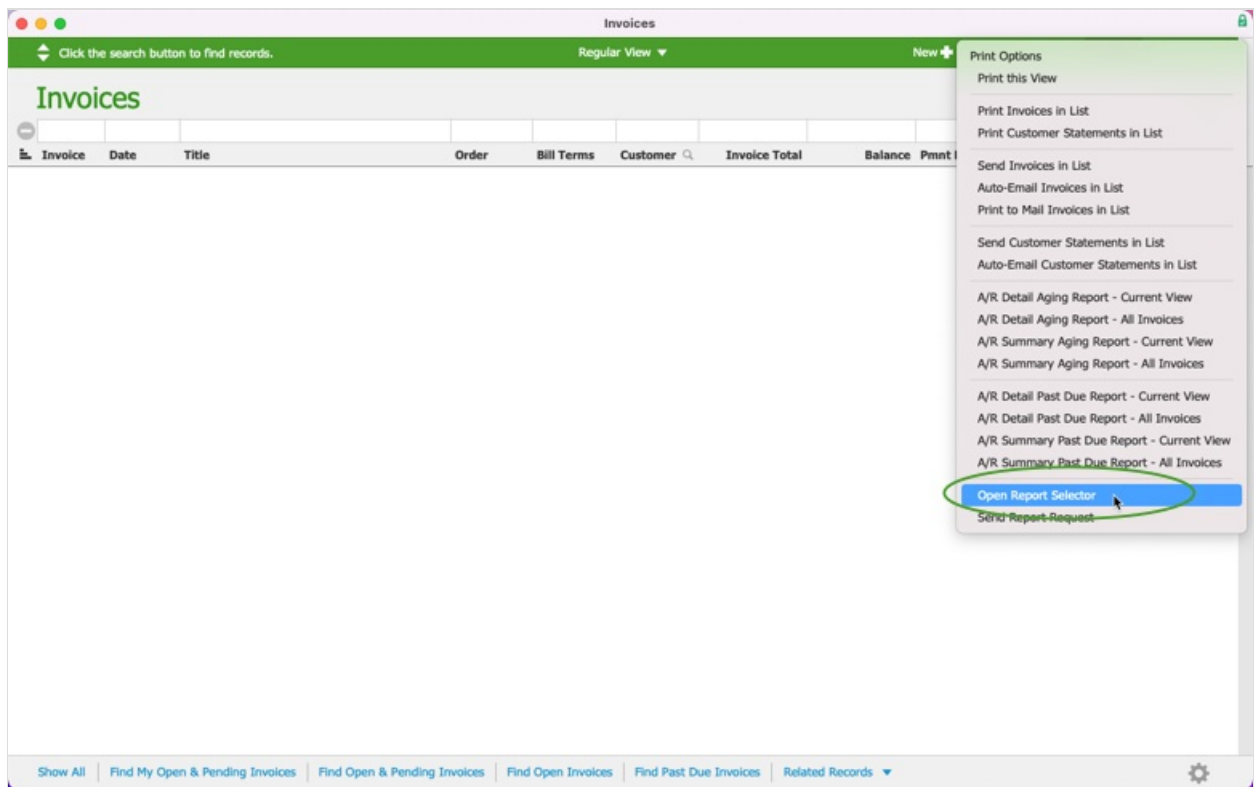 Invoices
Click the search button to find records.
Regular View
New
Invoices
Invoice Date Title Order Bill Terms Customer Invoice Total Balance Pmnt
Print Options
Print this View
Print Invoices in List
Print Customer Statements in List
Send Invoices in List
Auto-Email Invoices in List
Print to Mail Invoices in List
Send Customer Statements in List
Auto-Email Customer Statements in List
A/R Detail Aging Report - Current View
A/R Detail Aging Report - All Invoices
A/R Summary Aging Report - Current View
A/R Summary Aging Report - All Invoices
A/R Detail Past Due Report - Current View
A/R Detail Past Due Report - All Invoices
A/R Summary Past Due Report - Current View
A/R Summary Past Due Report - All Invoices
Open Report Selector
Send Report Request
Show All Find My Open & Pending Invoices Find Open & Pending Invoices Find Open Invoices Find Past Due Invoices Related Records